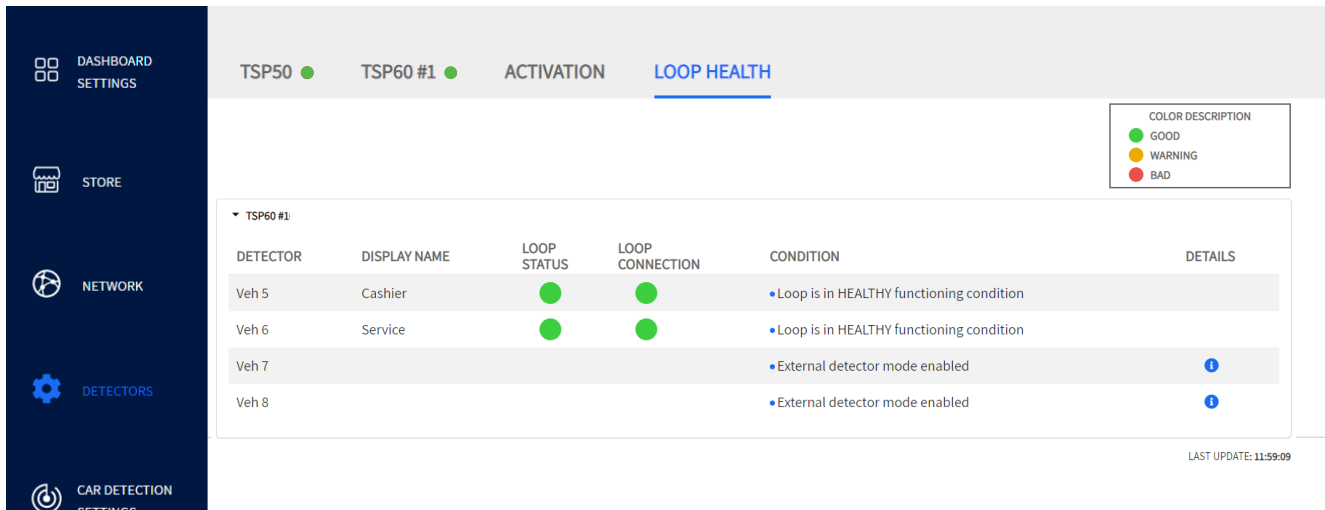 DASHBOARD
SETTINGS
STORE
NETWORK
DETECTORS
CAR DETECTION
SETTINGS
TSP50
TSP60 #1
ACTIVATION
LOOP HEALTH
COLOR DESCRIPTION
GOOD
WARNING
BAD
TSP60 #1
DETECTOR DISPLAY NAME LOOP STATUS LOOP CONNECTION CONDITION DETAILS
Veh 5 Cashier •Loop is in HEALTHY functioning condition
Veh 6 Service •Loop is in HEALTHY functioning condition
Veh 7 •External detector mode enabled
Veh 8 •External detector mode enabled
LAST UPDATE: 11:59:09